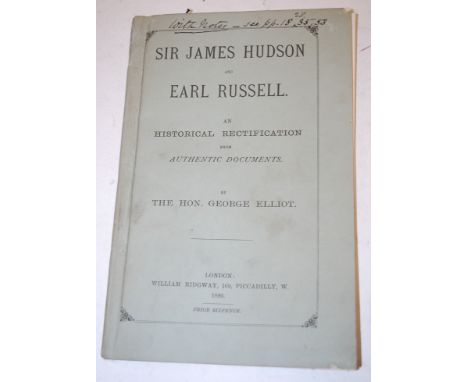 With Notes - see pp. 18. 28 35, 53
SIR JAMES HUDSON
AND
EARL RUSSELL.
AN
HISTORICAL RECTIFICATION
FROM
AUTHENTIC DOCUMENTS.
BY
THE HON. GEORGE ELLIOT.
LONDON:
WILLIAM RIDGWAY, 169, PICCADILLY, W.
1886.
PRICE SIXPENCE.